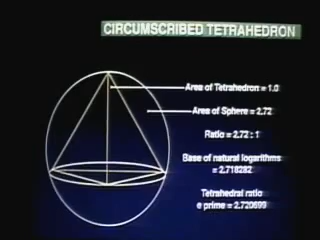 CIRCUMSCRIBED TETRAHEDRON
Area of Tetrahedron = 1.0
Area of Sphere = 2.72
Ratio = 2.72 : 1
Base of natural logarithms
= 2.718282
Tetrahedral ratio
e prime = 2.720699